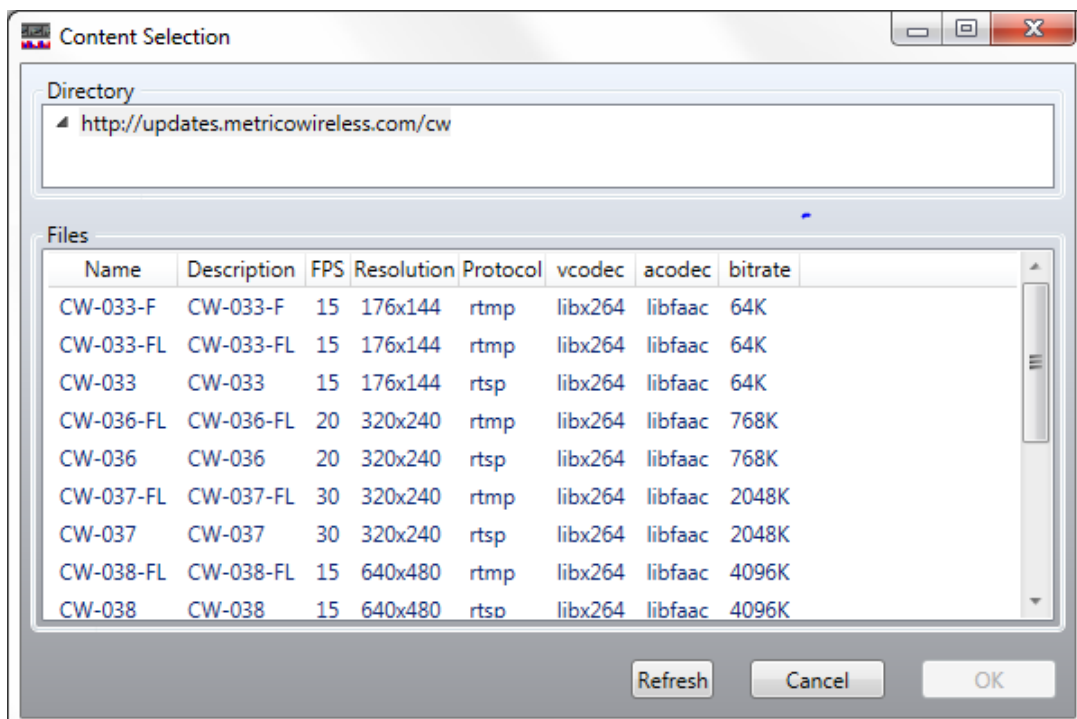 Content Selection
Directory
http://updates.metricowireless.com/cw
Files
Name Description FPS Resolution Protocol vcodec acodec bitrate
CW-033-F CW-033-F 15 176x144 rtmp libx264 libfaac 64K
CW-033-FL CW-033-FL 15 176x144 rtmp libx264 libfaac 64K
CW-033 CW-033 15 176x144 rtsp libx264 libfaac 64K
CW-036-FL CW-036-FL 20 320x240 rtmp libx264 libfaac 768K
CW-036 CW-036 20 320x240 rtsp libx264 libfaac 768K
CW-037-FL CW-037-FL 30 320x240 rtmp libx264 libfaac 2048K
CW-037 CW-037 30 320x240 rtsp libx264 libfaac 2048K
CW-038-FL CW-038-FL 15 640x480 rtmp libx264 libfaac 4096K
CW-038 CW-038 15 640x480 rtsp libx264 libfaac 4096K
Refresh Cancel OK